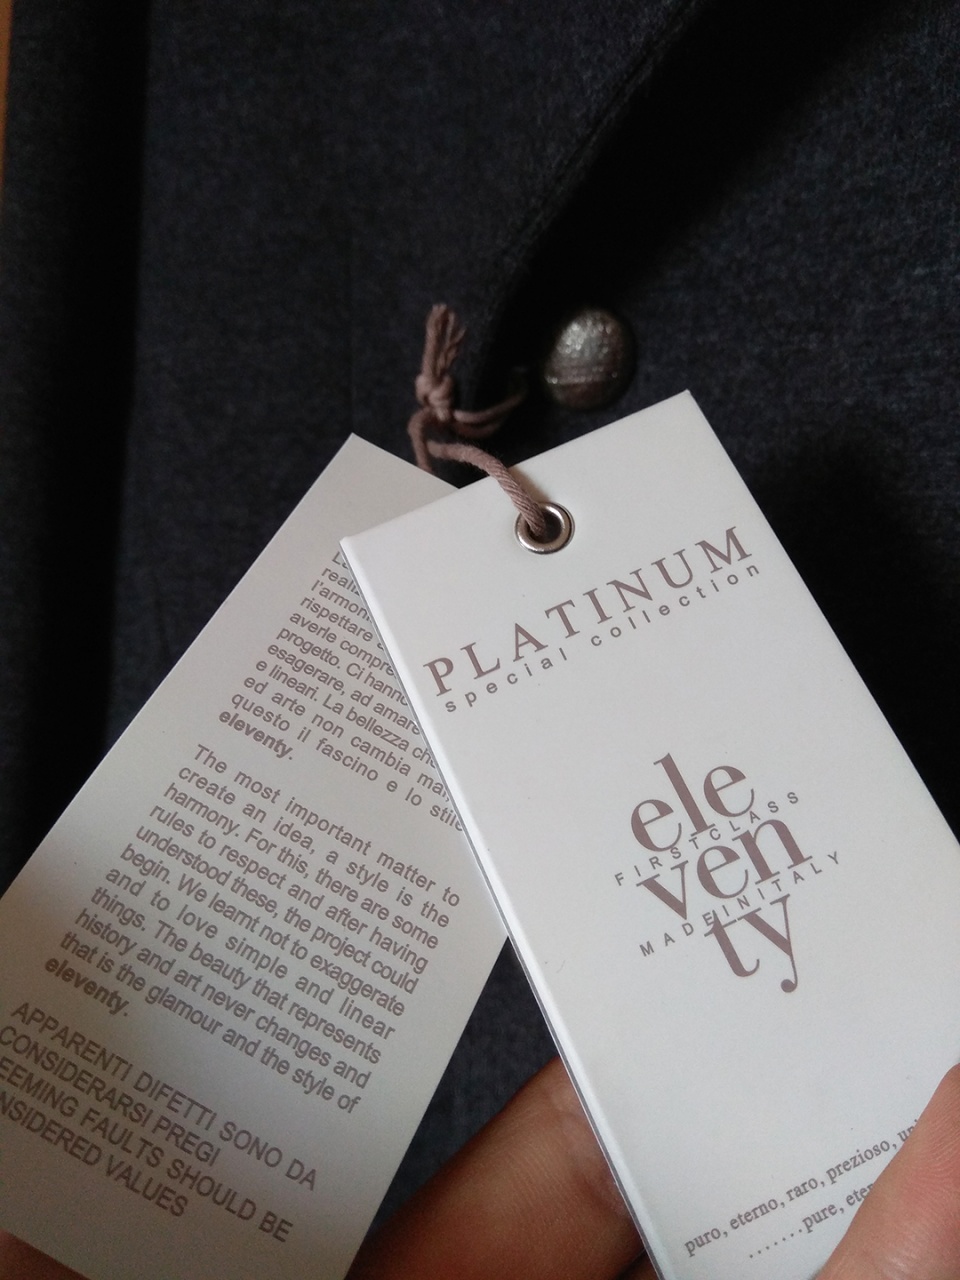 l'armon
rispettare
averle compre
progetto. Ci hanno
esagerare, ad amare
e lineari. La bellezza che
ed arte non cambia mai,
questo il fascino e lo stile
eleventy.
The most important matter to
create an idea, a style is the
harmony. For this, there are some
rules to respect and after having
understood these, the project could
begin. We learnt not to exaggerate
and to love simple and linear
things. The beauty that represents
history and art never changes and
that is the glamour and the style of
eleventy.
APPARENTI DIFETTI SONO DA
CONSIDERARSI PREGI
EEMING FAULTS SHOULD BE
NSIDERED VALUES
PLATINUM
special collection
ele
FIRSTCLASS
ven
MADEINITALY
ty
puro, eterno, raro, prezioso,
.......pure,